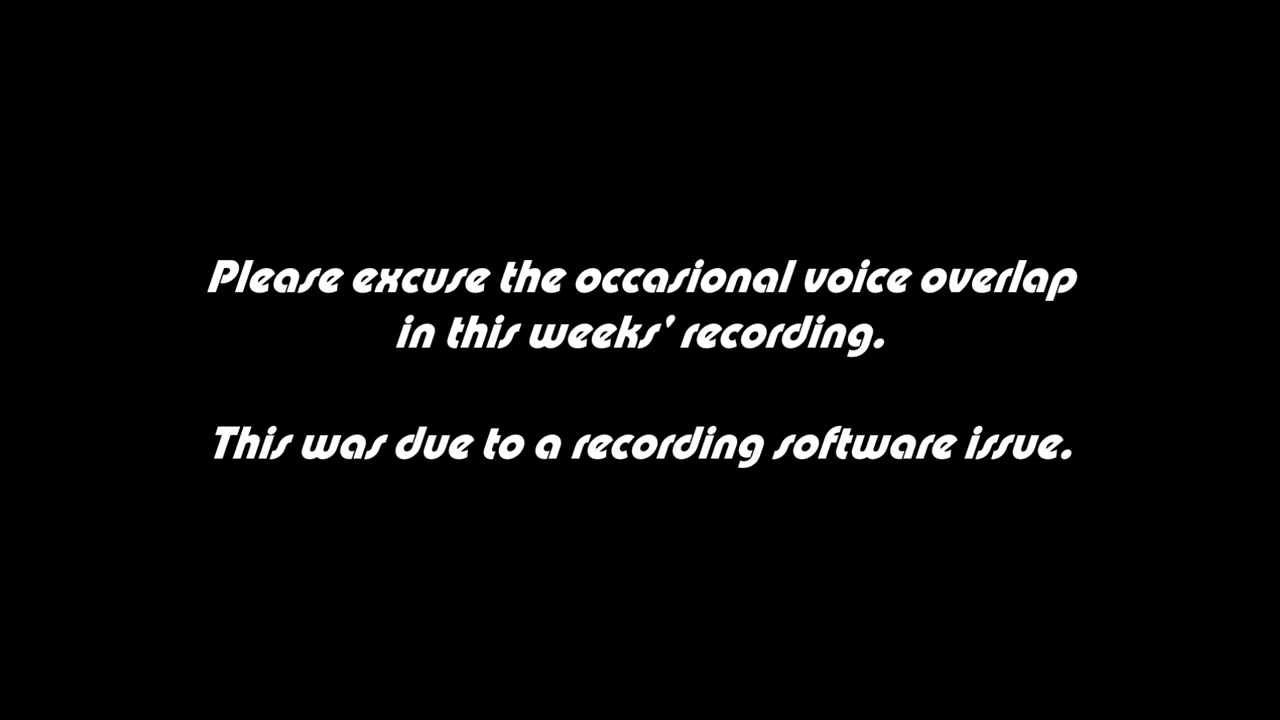 Please excuse the occasional voice overlap
in this weeks' recording.
This was due to a recording software issue.